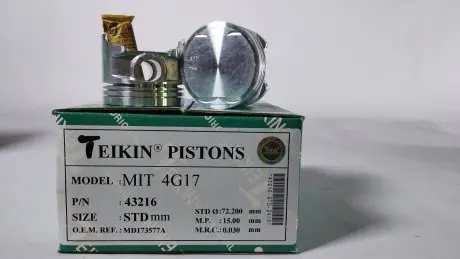 TEIKIN® PISTONS
MODEL : MIT 4G17
P/N : 43216
SIZE : STD mm
O.E.M. REF. : MD173577A
STD Ø : 72.200 mm
M.P. : 15.00 mm
M.R.C. : 0.030 mm